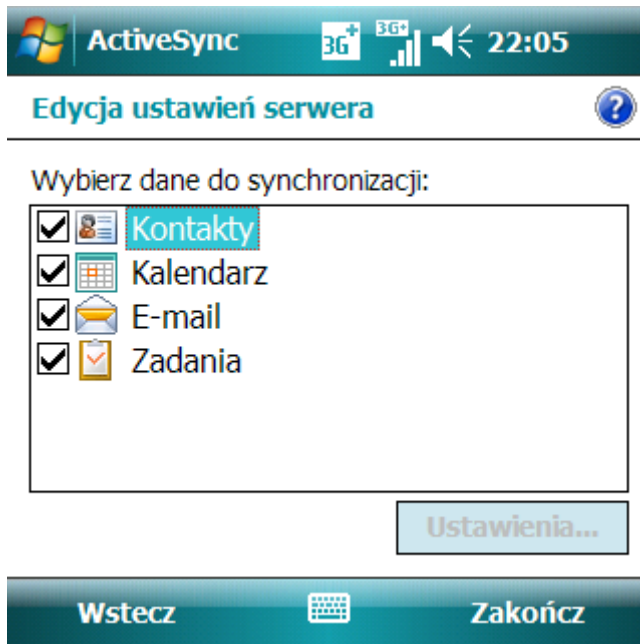 ActiveSync 3G+ 3G+ 22:05
Edycja ustawień serwera ?
Wybierz dane do synchronizacji:
Kontakty
Kalendarz
E-mail
Zadania
Ustawienia...
Wstecz Zakończ